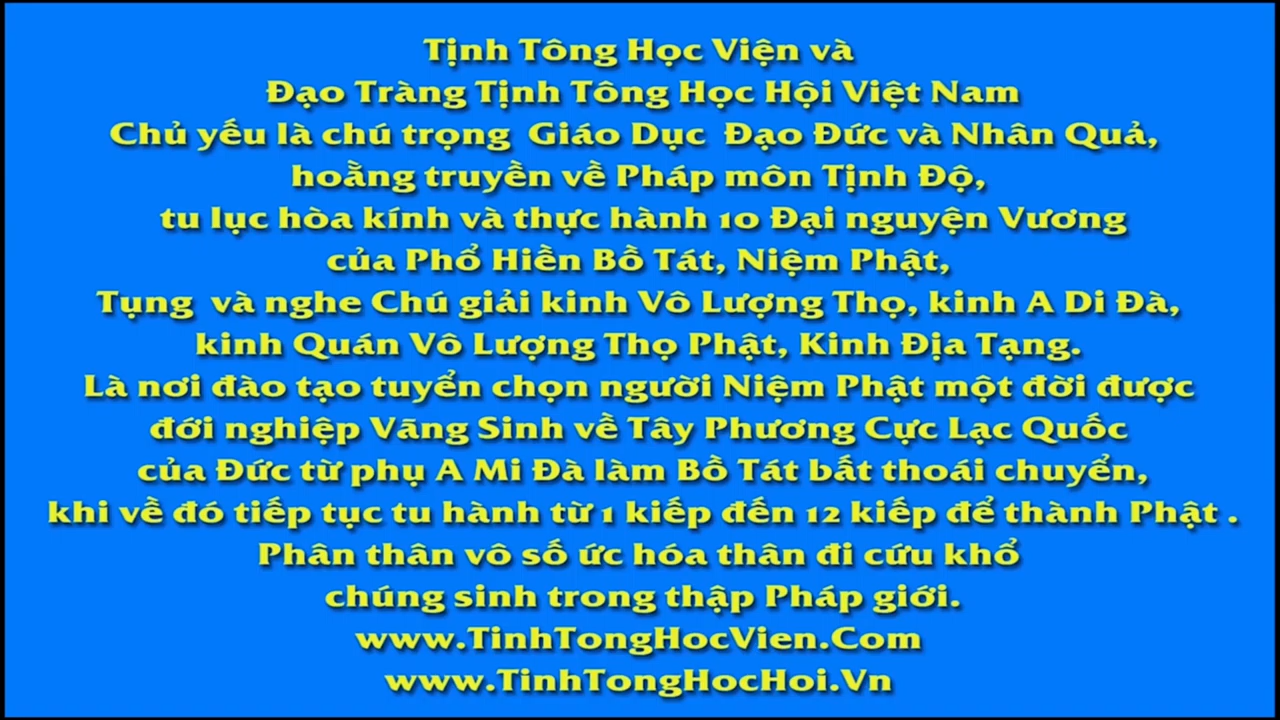 Tịnh Tông Học Viện và
Đạo Tràng Tịnh Tông Học Hội Việt Nam
Chủ yếu là chú trọng  Giáo Dục  Đạo Đức và Nhân Quả,
hoằng truyền về Pháp môn Tịnh Độ,
tu lục hòa kính và thực hành 10 Đại nguyện Vương
của Phổ Hiền Bồ Tát, Niệm Phật,
Tụng  và nghe Chú giải kinh Vô Lượng Thọ, kinh A Di Đà,
kinh Quán Vô Lượng Thọ Phật, Kinh Địa Tạng.
Là nơi đào tạo tuyển chọn người Niệm Phật một đời được
đới nghiệp Vãng Sinh về Tây Phương Cực Lạc Quốc
của Đức từ phụ A Mi Đà làm Bồ Tát bất thoái chuyển,
khi về đó tiếp tục tu hành từ 1 kiếp đến 12 kiếp để thành Phật .
Phân thân vô số ức hóa thân đi cứu khổ
chúng sinh trong thập Pháp giới.
www.TinhTongHocVien.Com
www.TinhTongHocHoi.Vn